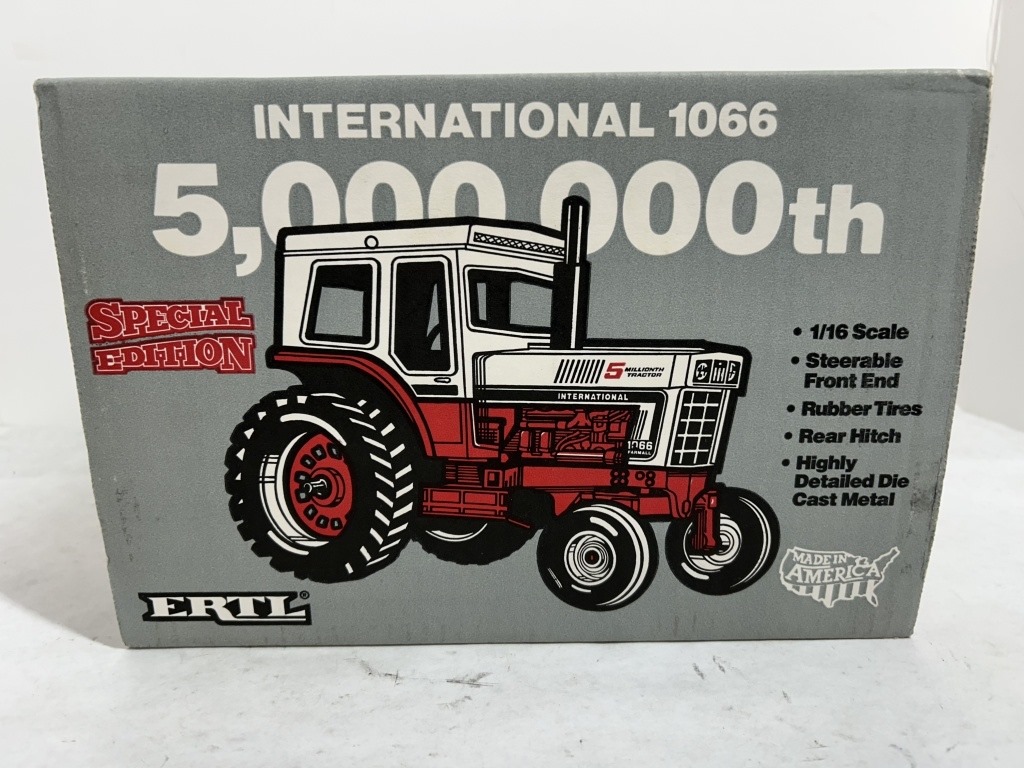 INTERNATIONAL 1066
5,000,000th
SPECIAL
EDITION
• 1/16 Scale
• Steerable
Front End
• Rubber Tires
• Rear Hitch
• Highly
Detailed Die
Cast Metal
5 MILLIONTH
TRACTOR
INTERNATIONAL
1066
FARMALL
MADE IN
AMERICA
ERTL®